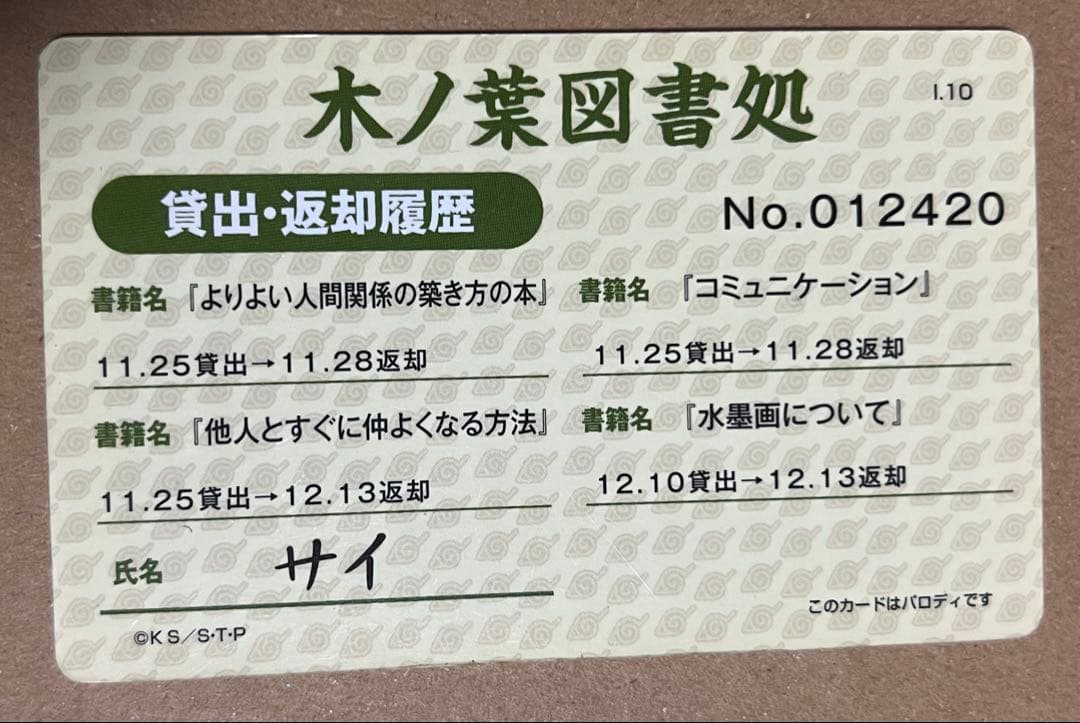 木ノ葉図書処
I.10
貸出・返却履歴
No.012420
書籍名 『よりよい人間関係の築き方の本』
11.25貸出→11.28返却
書籍名 『コミュニケーション』
11.25貸出→11.28返却
書籍名 『他人とすぐに仲よくなる方法』
11.25貸出→12.13返却
書籍名 『水墨画について』
12.10貸出→12.13返却
氏名 サイ
このカードはパロディです
©K S/S・T・P